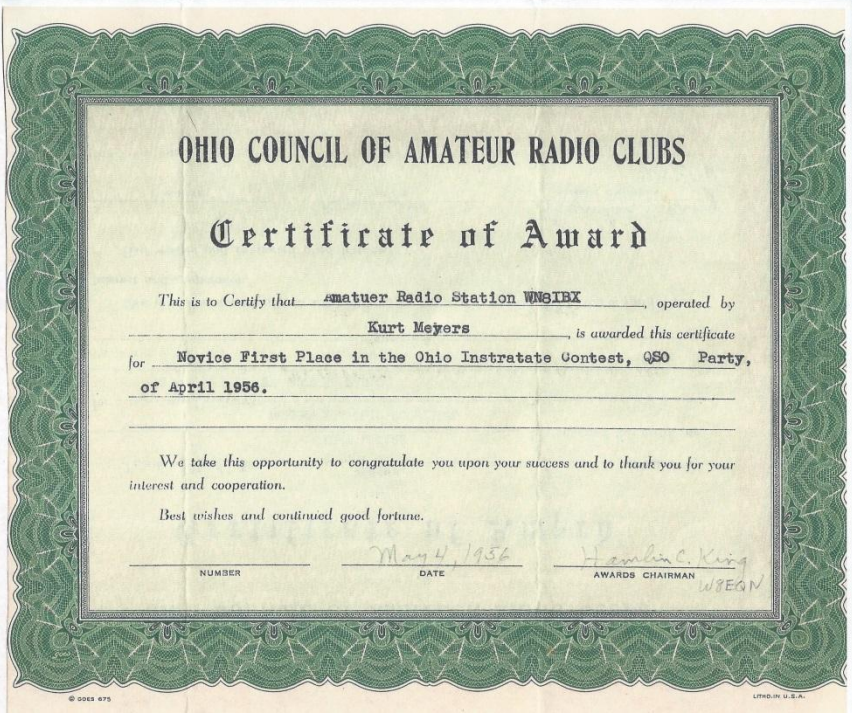 OHIO COUNCIL OF AMATEUR RADIO CLUBS
Certificate of Award
This is to Certify that Amatuer Radio Station WN8IBX, operated by
Kurt Meyers, is awarded this certificate
for Novice First Place in the Ohio Instratate Contest, QSO Party,
of April 1956.
We take this opportunity to congratulate you upon your success and to thank you for your
interest and cooperation.
Best wishes and continued good fortune.
May 4, 1956 Hamlin C. King
NUMBER DATE AWARDS CHAIRMAN
W8EQN
© GOES 675 LITHO. IN U.S.A.